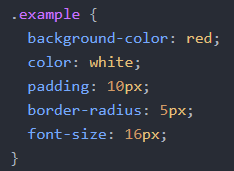 .example {
  background-color: red;
  color: white;
  padding: 10px;
  border-radius: 5px;
  font-size: 16px;
}